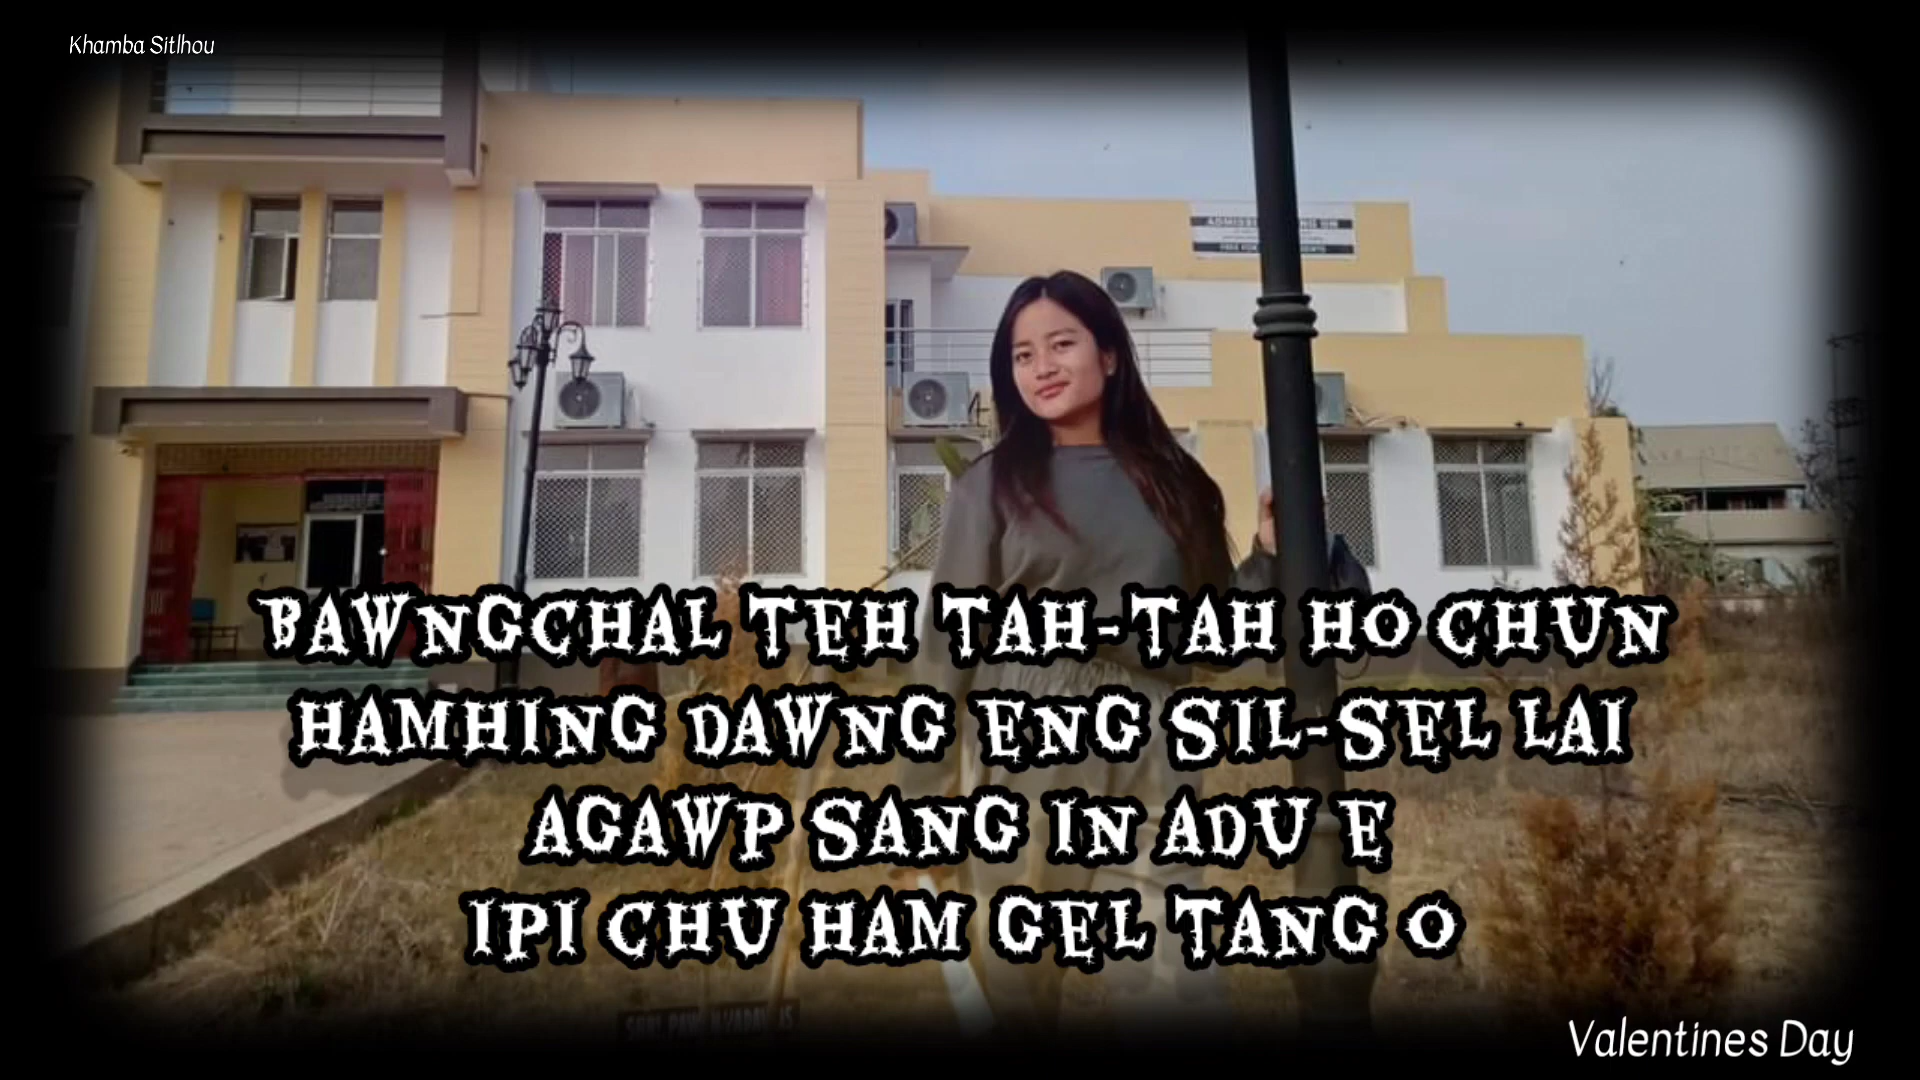 Khamba Sitlhou
BAWNGCHAL TEH TAH-TAH HO CHUN
HAMHING DAWNG ENG SIL-SEL LAI
AGAWP SANG IN ADU E
IPI CHU HAM GEL TANG O
Valentines Day